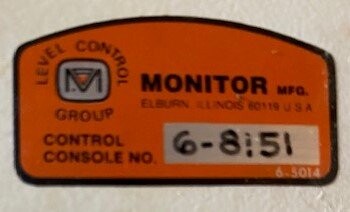 LEVEL CONTROL
M
GROUP
MONITOR MFG.
ELBURN, ILLINOIS 60119 U S A
CONTROL
CONSOLE NO. 6-8151
6-5014